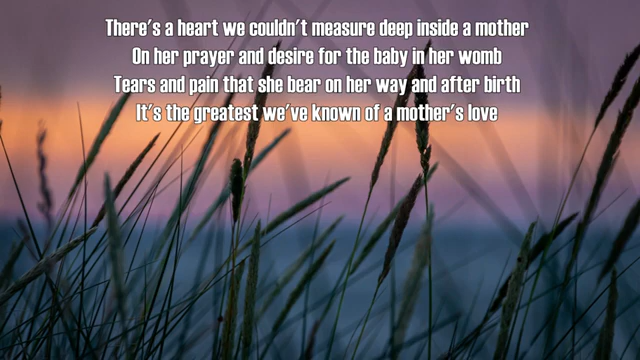 There's a heart we couldn't measure deep inside a mother
On her prayer and desire for the baby in her womb
Tears and pain that she bear on her way and after birth
It's the greatest we've known of a mother's love